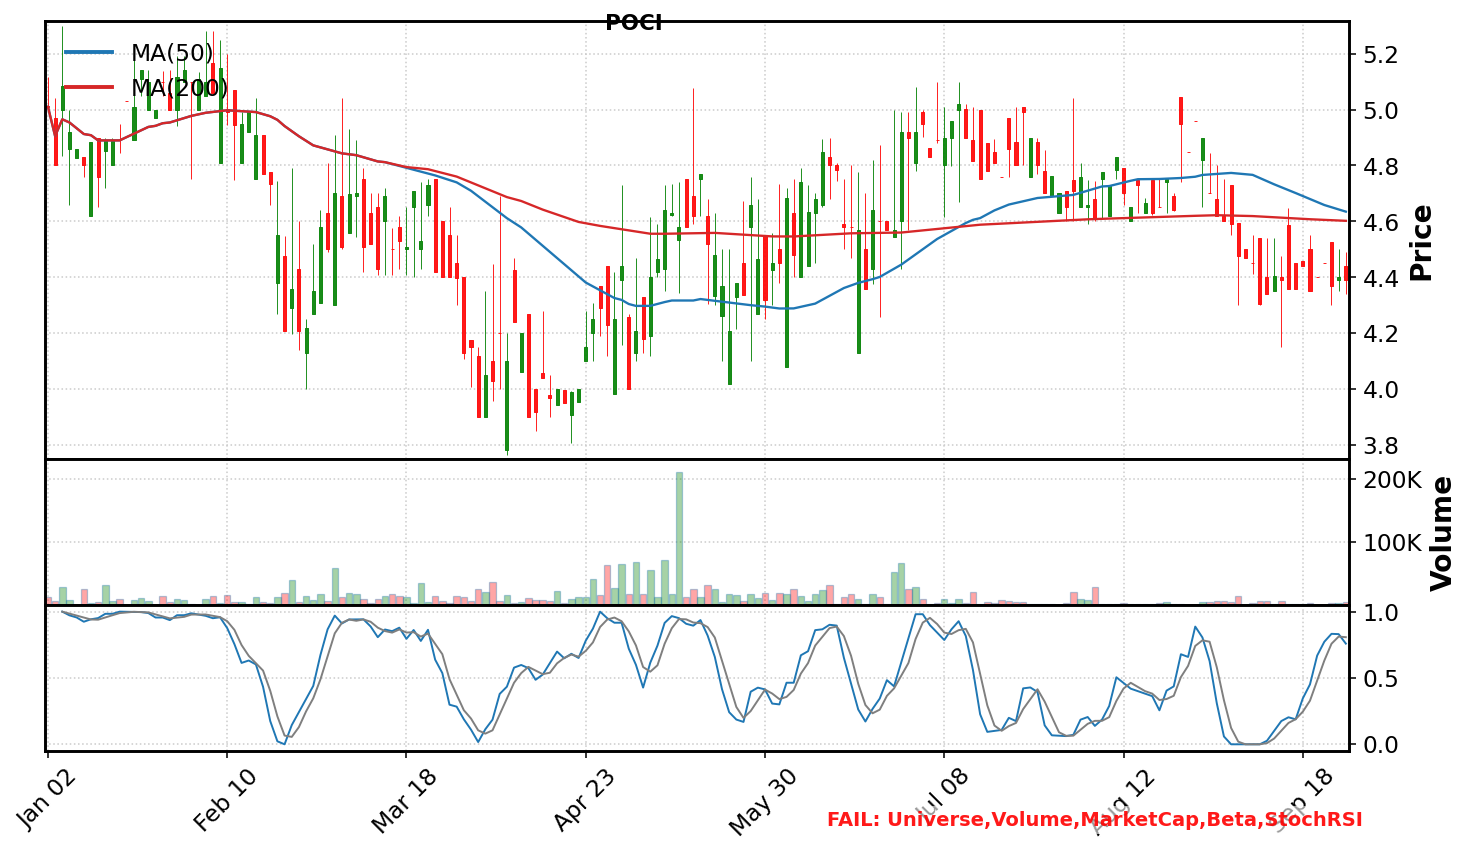 POCI
MA(50)
MA(200)
5.2
5.0
4.8
4.6
4.4
4.2
4.0
3.8
Price
200K
100K
Volume
1.0
0.5
0.0
Jan 02
Feb 10
Mar 18
Apr 23
May 30
Jul 08
Aug 12
Sep 18
FAIL: Universe,Volume,MarketCap,Beta,StochRSI